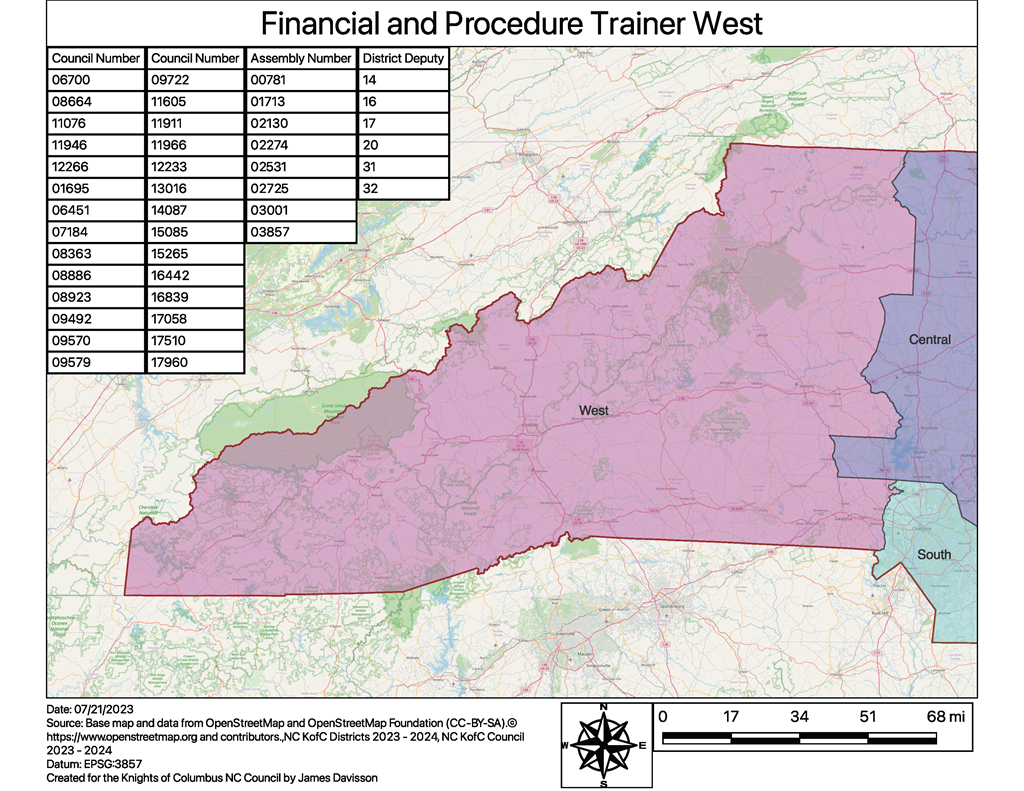 Financial and Procedure Trainer West
Council Number Council Number Assembly Number District Deputy
06700 09722 00781 14
08664 11605 01713 16
11076 11911 02130 17
11946 11966 02274 20
12266 12233 02531 31
01695 13016 02725 32
06451 14087 03001
07184 15085 03857
08363 15265
08886 16442
08923 16839
09492 17058
09570 17510
09579 17960
Central
West
South
Spartanburg
Greenville
Date: 07/21/2023
Source: Base map and data from OpenStreetMap and OpenStreetMap Foundation (CC-BY-SA).©
https://www.openstreetmap.org and contributors.,NC KofC Districts 2023 - 2024, NC KofC Council
2023 - 2024
Datum: EPSG:3857
Created for the Knights of Columbus NC Council by James Davisson
N
W E
S
0 17 34 51 68 mi